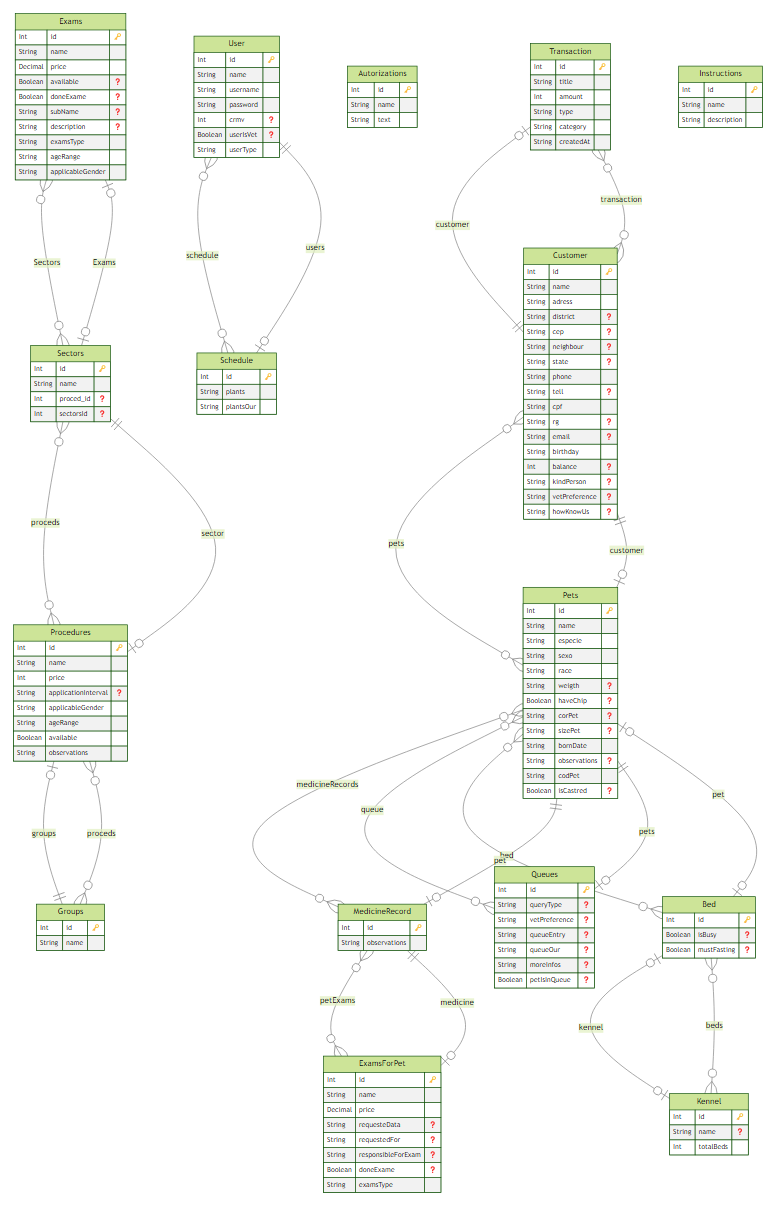 Exams
Int id 🔑
String name
Decimal price
Boolean available ❓
Boolean doneExame ❓
String subName ❓
String description ❓
String examsType
String ageRange
String applicableGender
User
Int id 🔑
String name
String username
String password
Int crmv ❓
Boolean userIsVet ❓
String userType
Autorizations
Int id 🔑
String name
String text
Transaction
Int id 🔑
String title
Int amount
String type
String category
String createdAt
Instructions
Int id 🔑
String name
String description
Sectors
Exams
schedule
users
customer
transaction
Customer
Int id 🔑
String name
String adress
String district ❓
String cep ❓
String neighbour ❓
String state ❓
String phone
String tell ❓
String cpf
String rg ❓
String email ❓
String birthday
Int balance ❓
String kindPerson ❓
String vetPreference ❓
String howKnowUs ❓
Sectors
Int id 🔑
String name
Int proced_id ❓
Int sectorsId ❓
Schedule
Int id 🔑
String plants
String plantsOur
proceds
sector
pets
customer
Pets
Int id 🔑
String name
String especie
String sexo
String race
String weigth ❓
Boolean haveChip ❓
String corPet ❓
String sizePet ❓
String bornDate
String observations ❓
String codPet
Boolean isCastred ❓
Procedures
Int id 🔑
String name
Int price
String applicationInterval ❓
String applicableGender
String ageRange
Boolean available
String observations
groups
proceds
medicineRecords
queue
bed
pet
pets
pet
Groups
Int id 🔑
String name
MedicineRecord
Int id 🔑
String observations
Queues
Int id 🔑
String queryType ❓
String vetPreference ❓
String queueEntry ❓
String queueOur ❓
String moreInfos ❓
Boolean petIsInQueue ❓
Bed
Int id 🔑
Boolean isBusy ❓
Boolean mustFasting ❓
petExams
medicine
kennel
beds
ExamsForPet
Int id 🔑
String name
Decimal price
String requesteData ❓
String requestedFor ❓
String responsibleForExam ❓
Boolean doneExame ❓
String examsType
Kennel
Int id 🔑
String name ❓
Int totalBeds